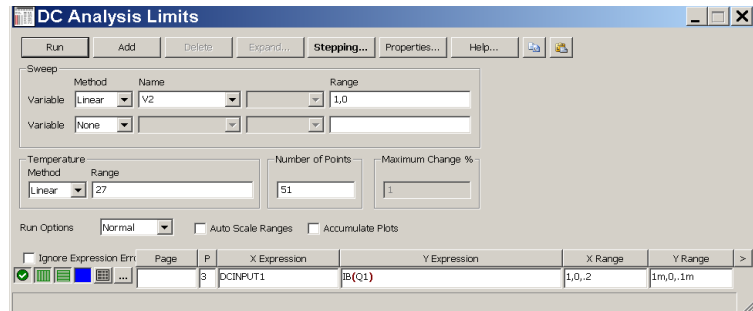 DC Analysis Limits
Run Add Delete Expand... Stepping... Properties... Help...
Sweep
Method Name Range
Variable Linear V2 1,0
Variable None
Temperature Number of Points Maximum Change %
Method Range
Linear 27 51 1
Run Options Normal Auto Scale Ranges Accumulate Plots
Ignore Expression Erro Page P X Expression Y Expression X Range Y Range >
... 3 DCINPUT1 IB(Q1) 1,0,.2 1m,0,.1m